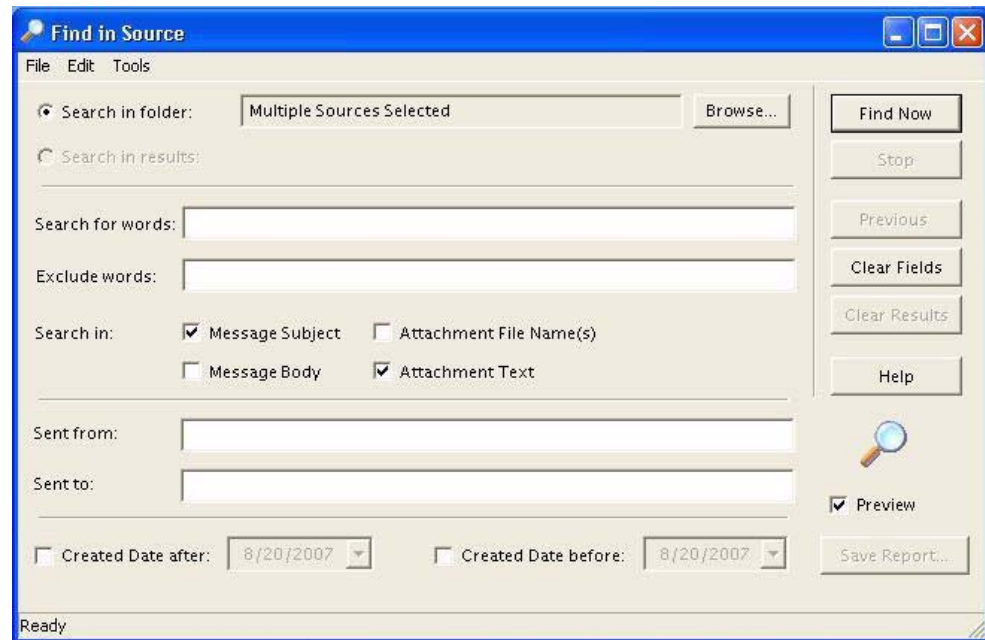 Find in Source
File Edit Tools
Search in folder: Multiple Sources Selected Browse... Find Now
Search in results: Stop
Search for words: Previous
Exclude words: Clear Fields
Clear Results
Search in: Message Subject Attachment File Name(s)
Message Body Attachment Text Help
Sent from:
Sent to:
Preview
Created Date after: 8/20/2007 Created Date before: 8/20/2007 Save Report...
Ready